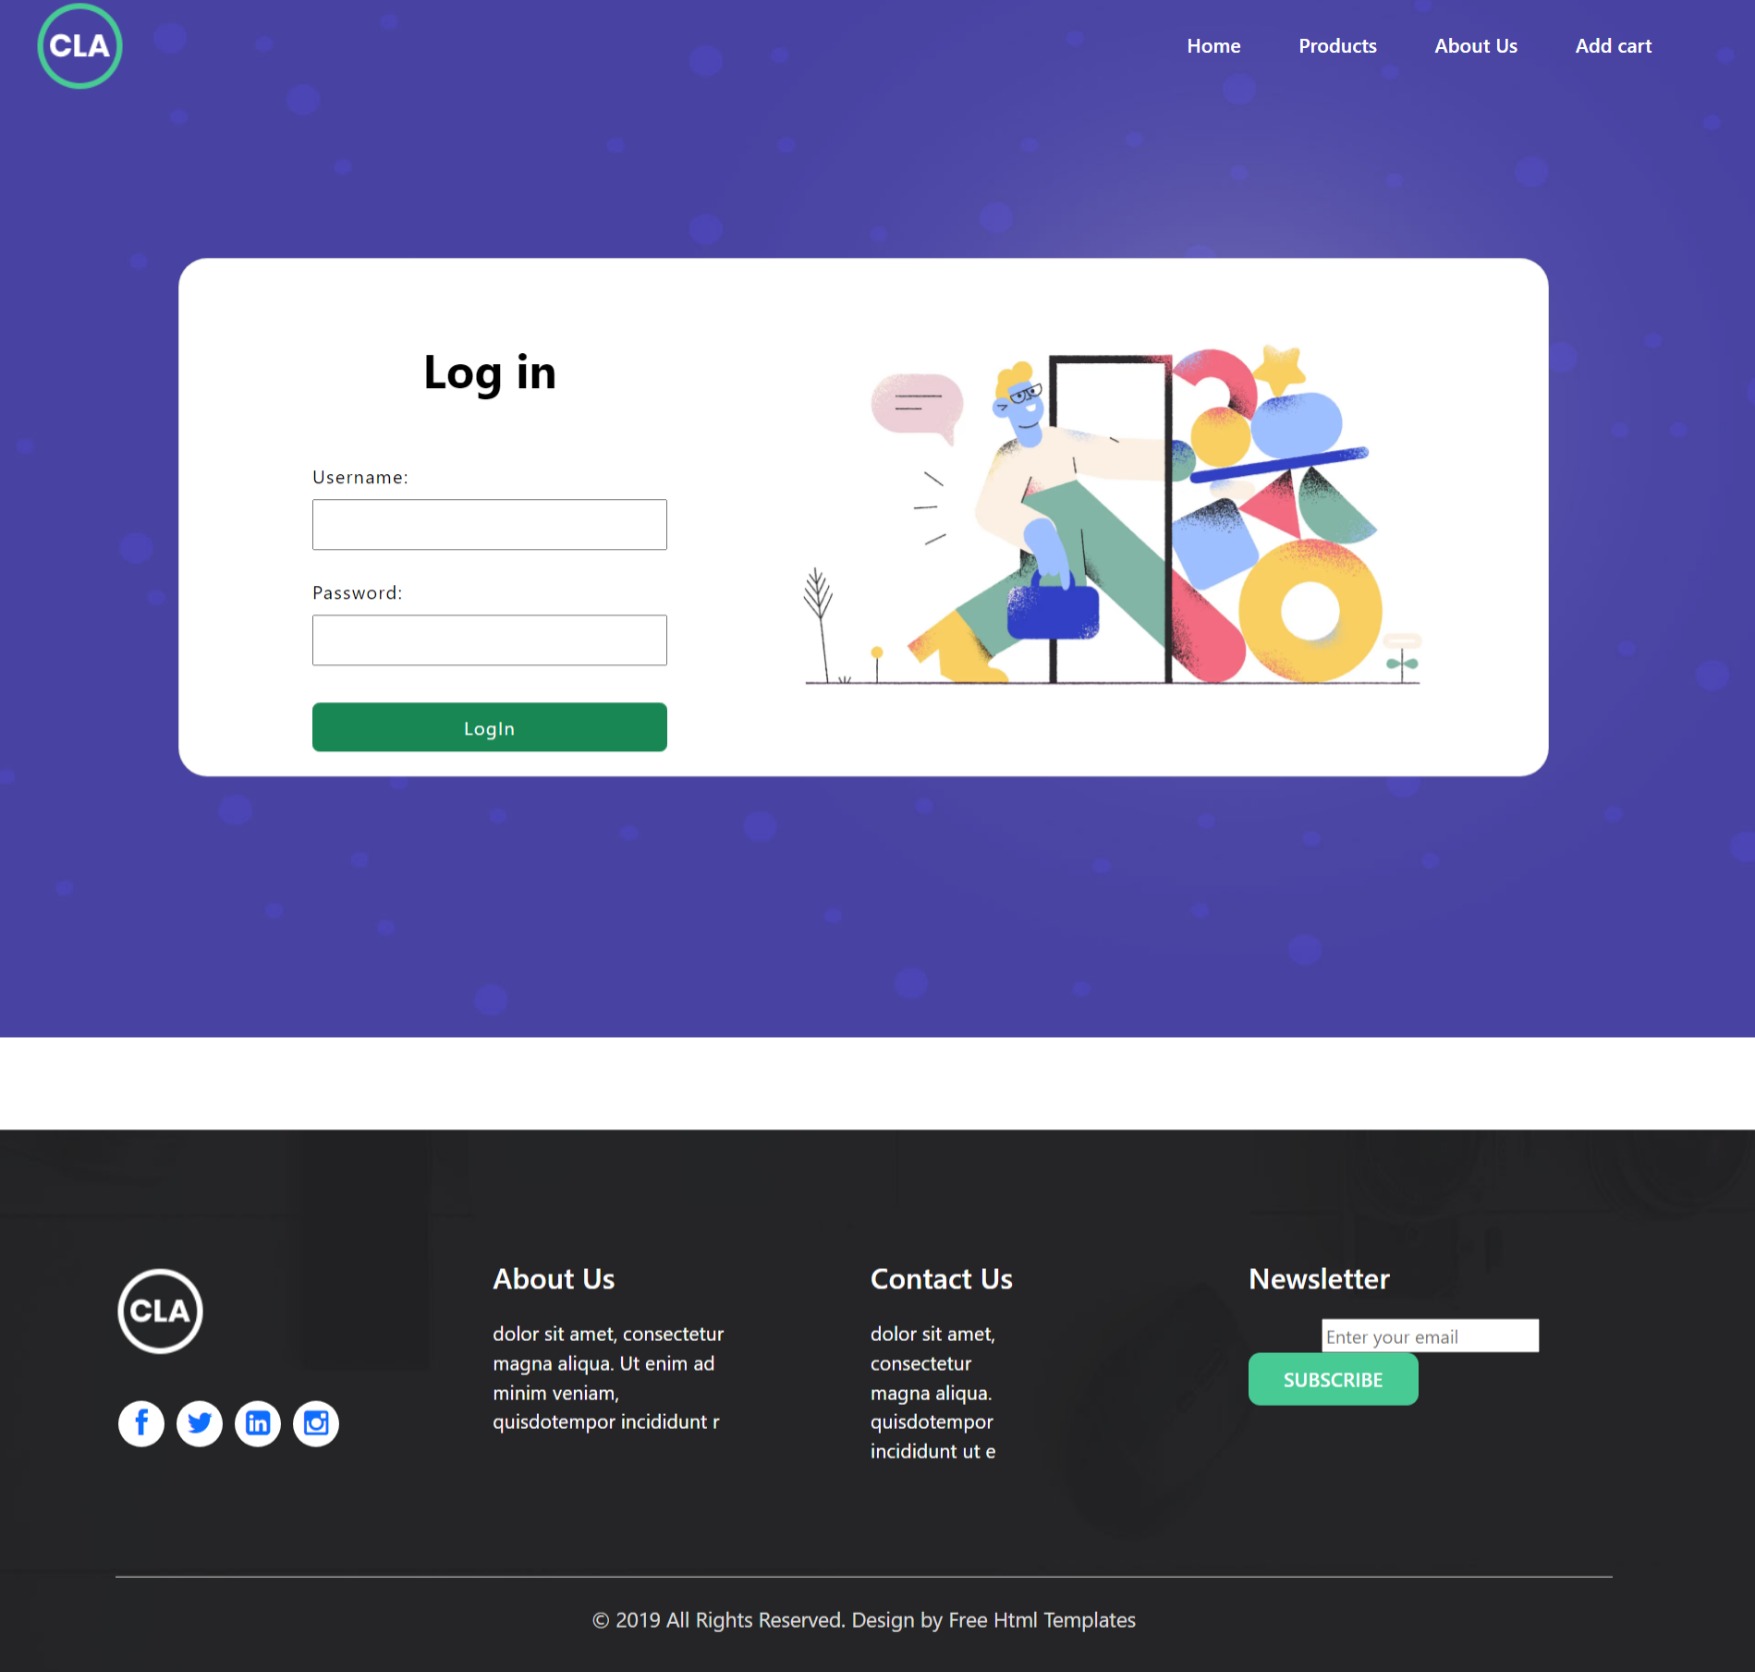 CLA
Home Products About Us Add cart
Log in
Username:
Password:
LogIn
CLA
About Us
dolor sit amet, consectetur
magna aliqua. Ut enim ad
minim veniam,
quisdotempor incididunt r
Contact Us
dolor sit amet,
consectetur
magna aliqua.
quisdotempor
incididunt ut e
Newsletter
Enter your email
SUBSCRIBE
© 2019 All Rights Reserved. Design by Free Html Templates